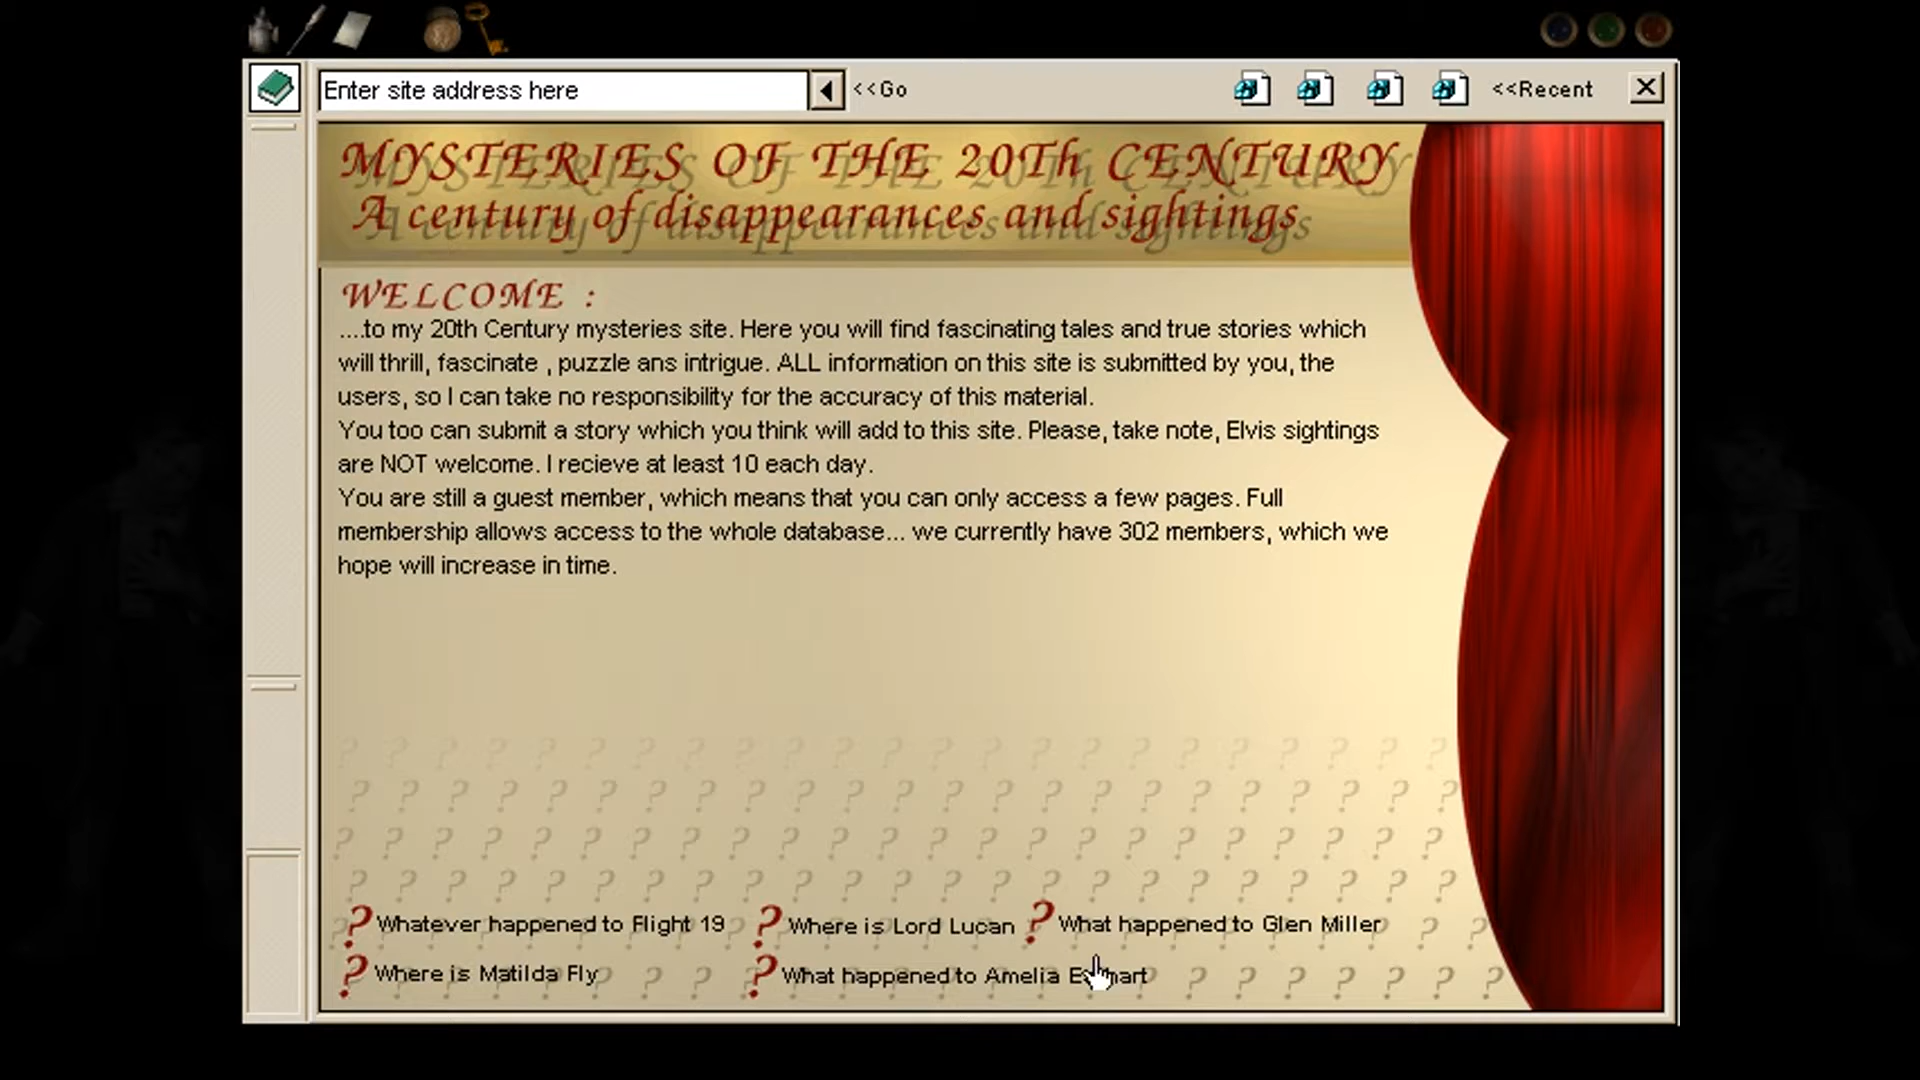 Enter site address here
<<Go
<<Recent
MYSTERIES OF THE 20Th CENTURY
A century of disappearances and sightings
WELCOME :
....to my 20th Century mysteries site. Here you will find fascinating tales and true stories which
will thrill, fascinate , puzzle ans intrigue. ALL information on this site is submitted by you, the
users, so I can take no responsibility for the accuracy of this material.
You too can submit a story which you think will add to this site. Please, take note, Elvis sightings
are NOT welcome. I recieve at least 10 each day.
You are still a guest member, which means that you can only access a few pages. Full
membership allows access to the whole database... we currently have 302 members, which we
hope will increase in time.
? Whatever happened to Flight 19
? Where is Lord Lucan
? What happened to Glen Miller
? Where is Matilda Fly
? What happened to Amelia